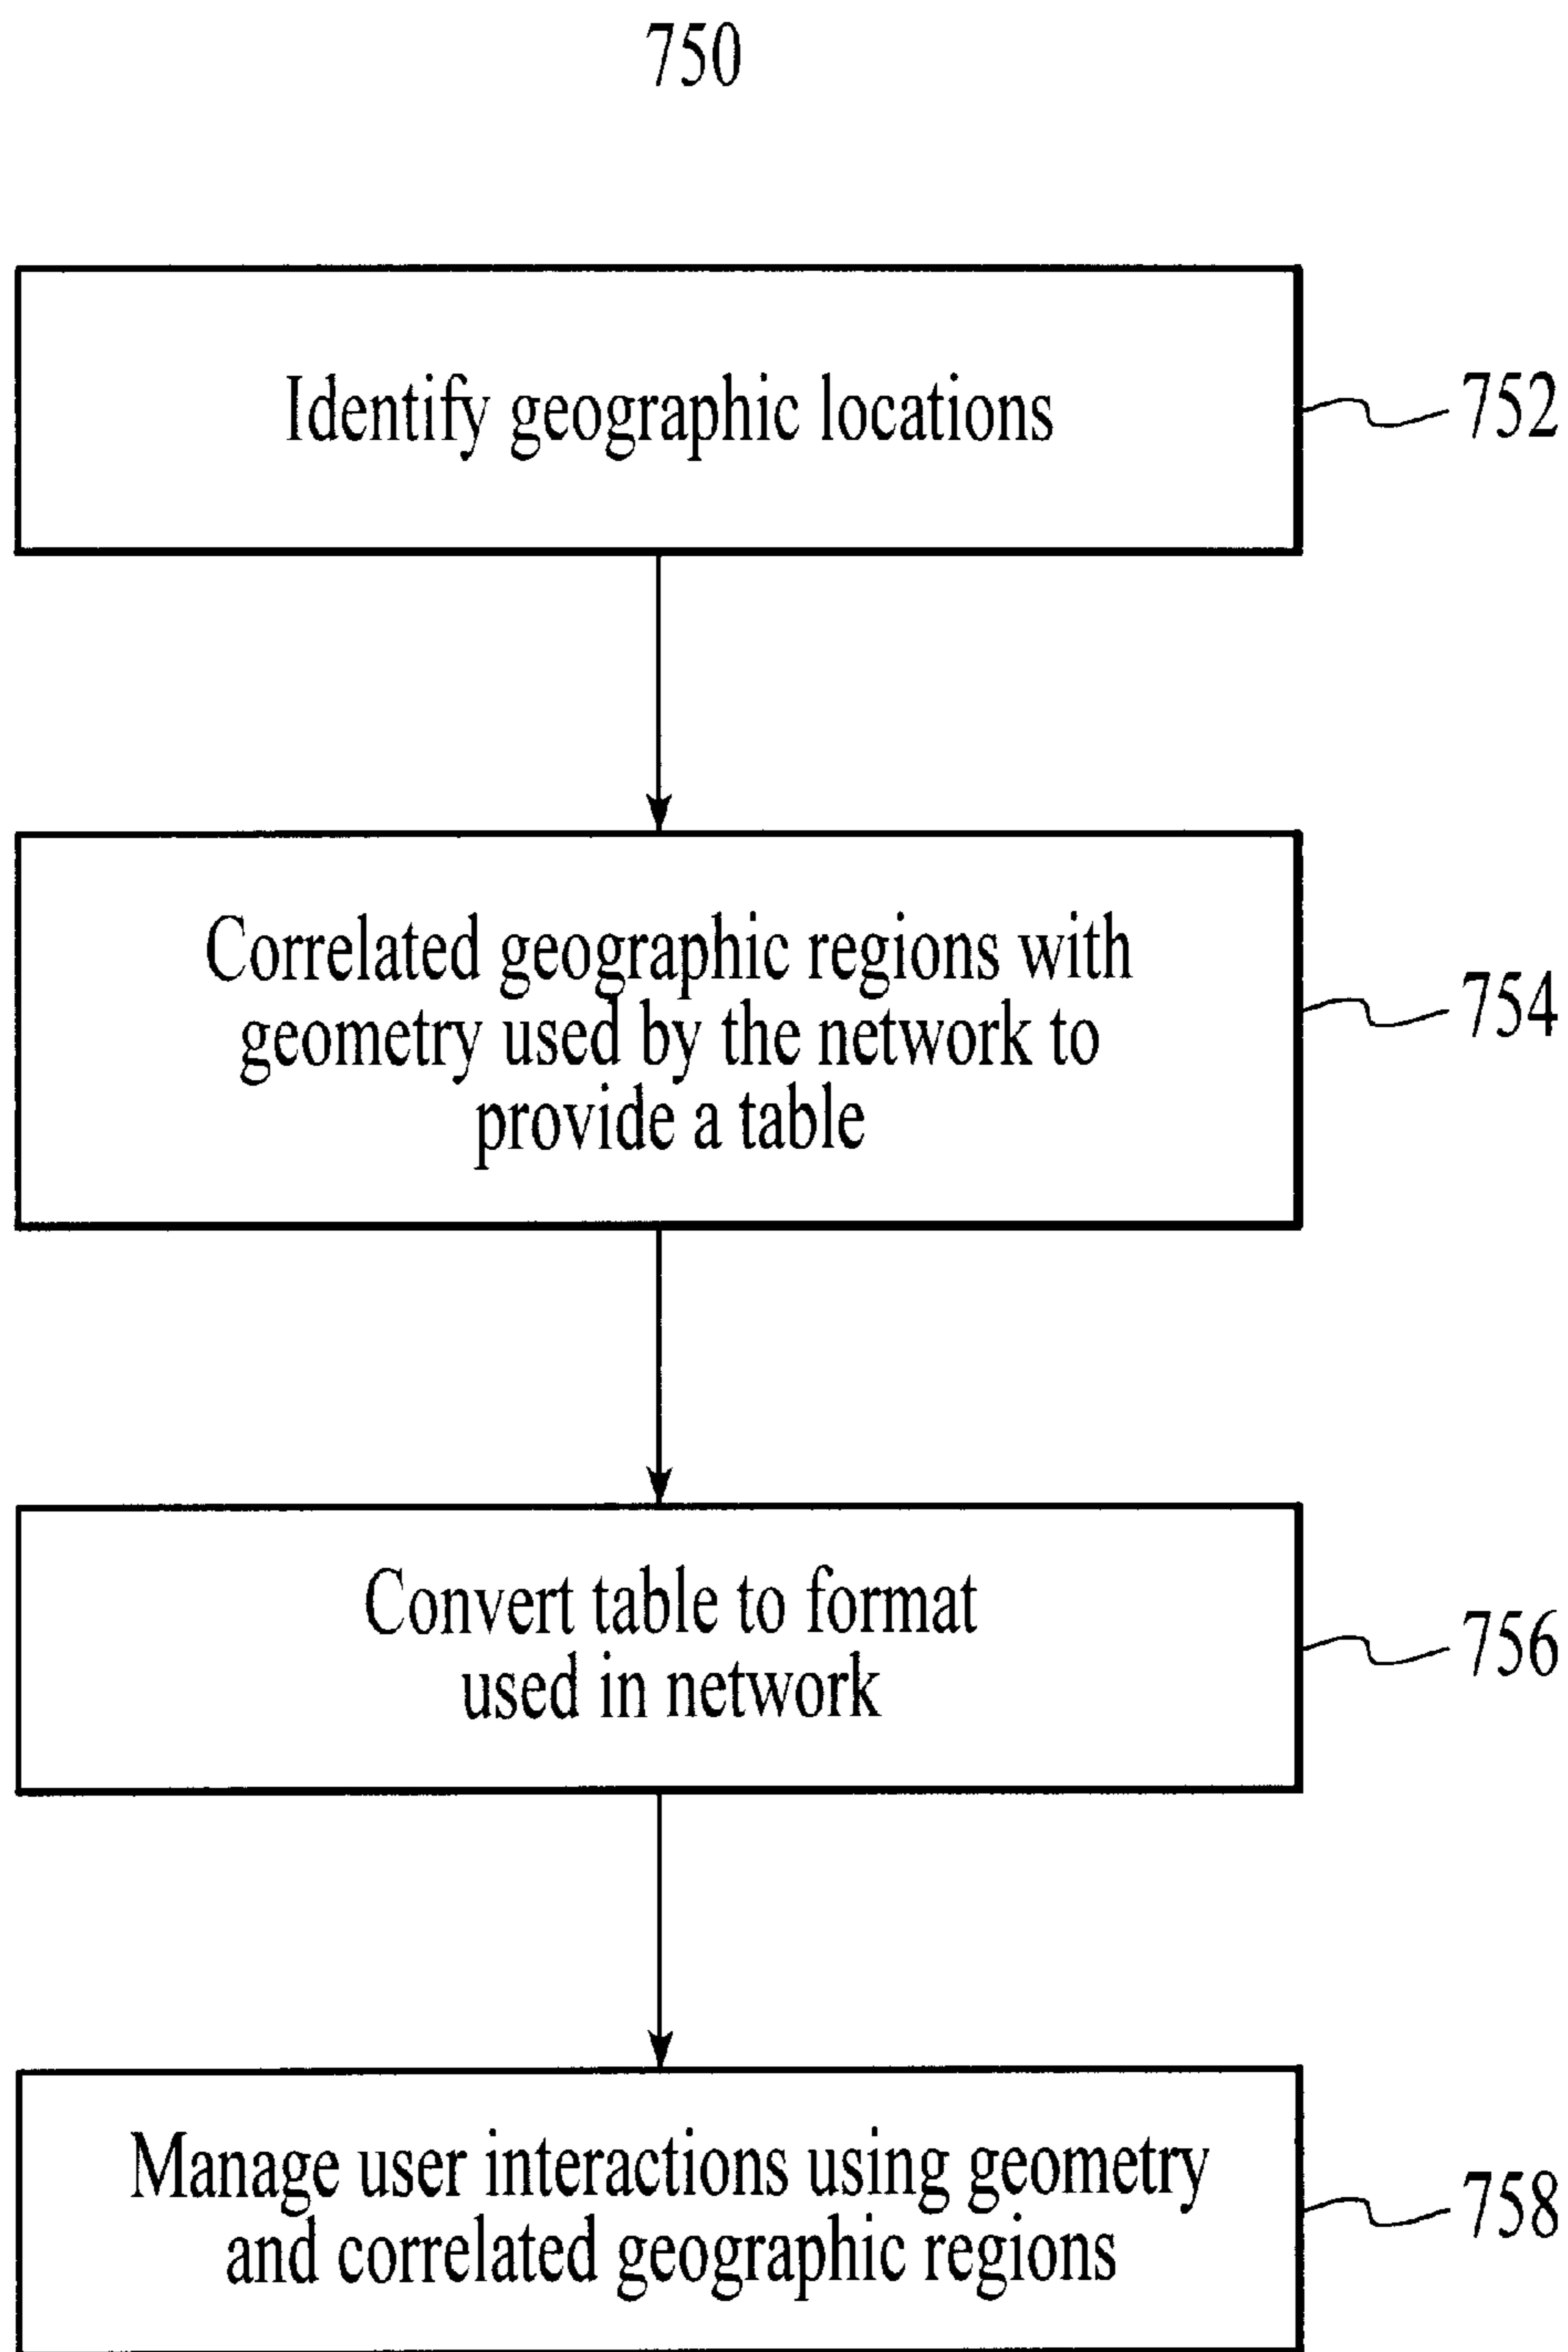 750
Identify geographic locations
752
Correlated geographic regions with
geometry used by the network to
provide a table
754
Convert table to format
used in network
756
Manage user interactions using geometry
and correlated geographic regions
758